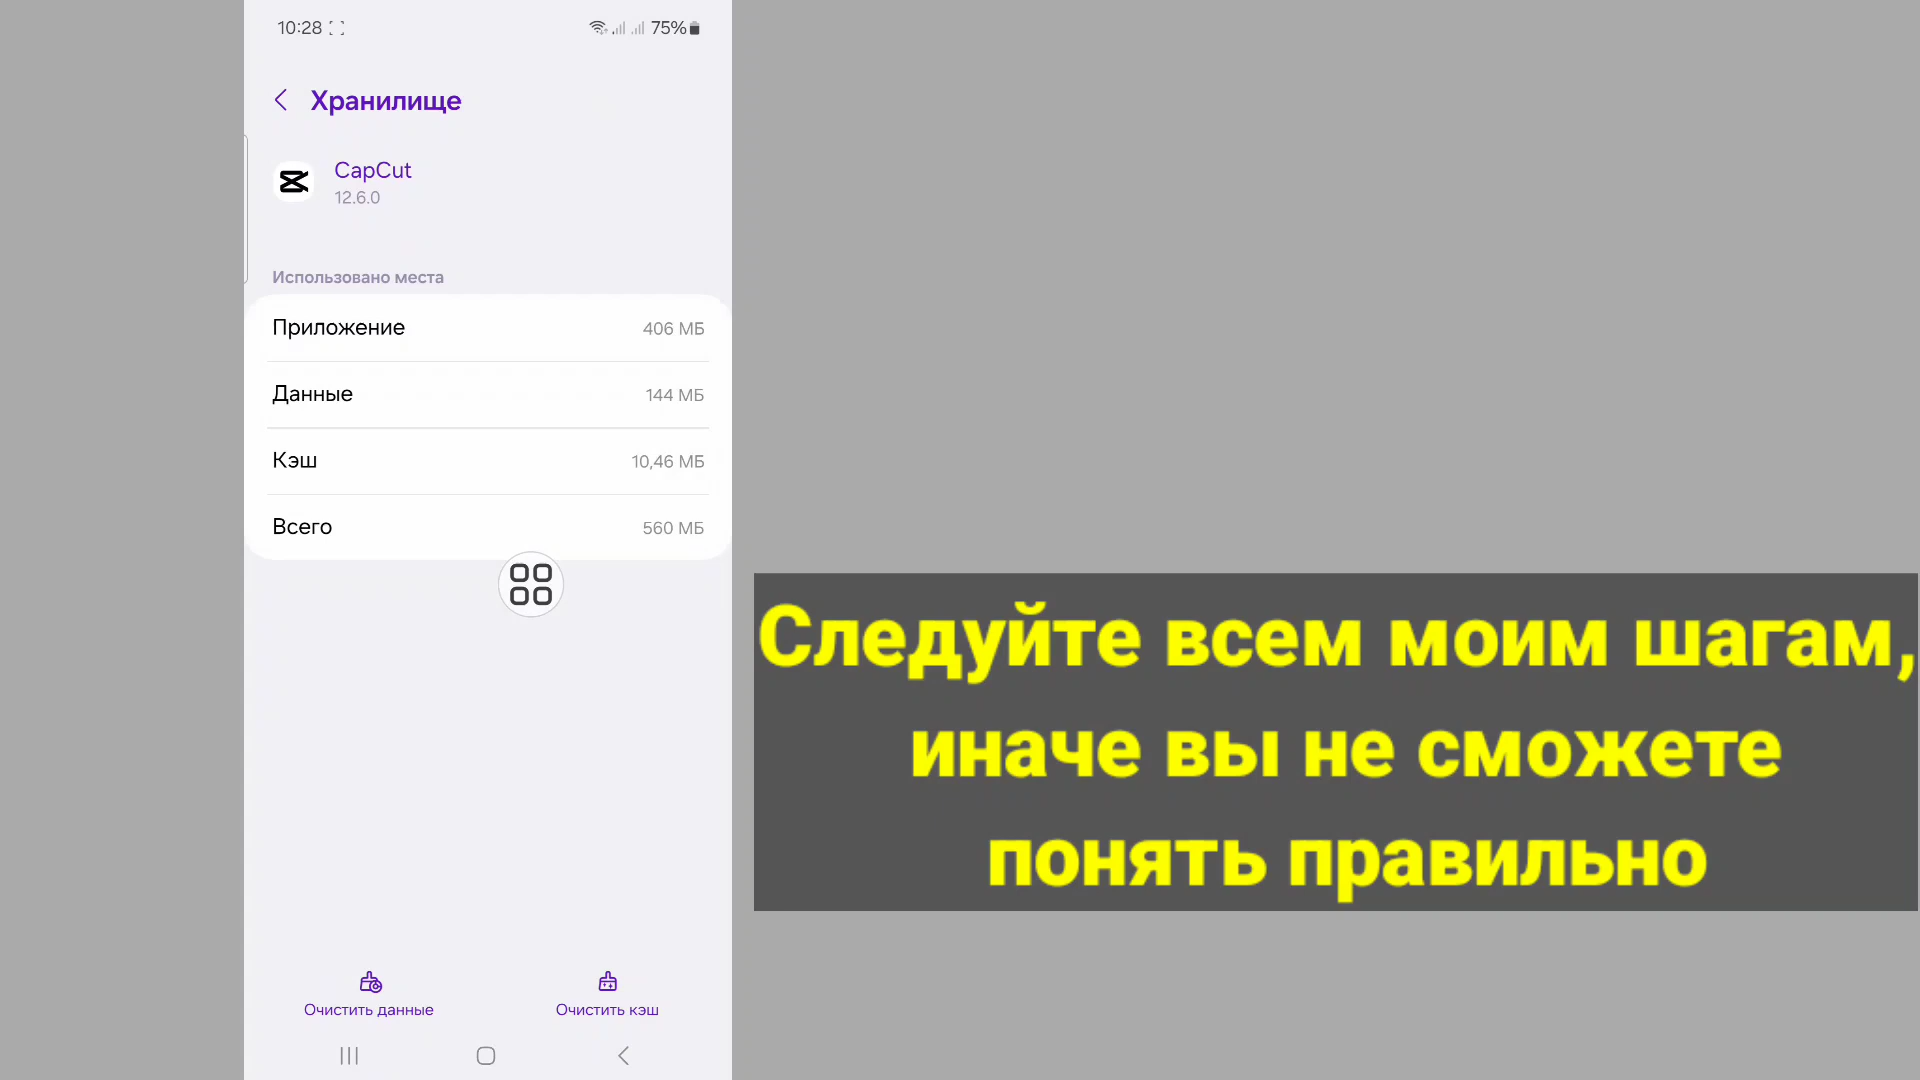 10:28
75%
Хранилище
CapCut
12.6.0
Использовано места
Приложение 406 МБ
Данные 144 МБ
Кэш 10,46 МБ
Всего 560 МБ
Очистить данные
Очистить кэш
Следуйте всем моим шагам,
иначе вы не сможете
понять правильно